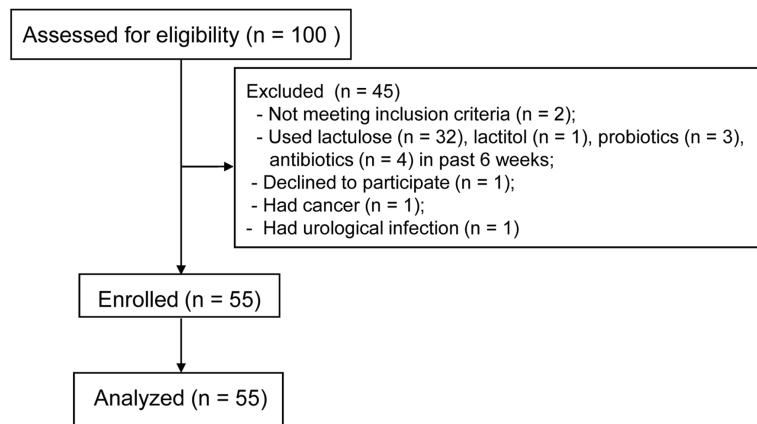 Assessed for eligibility (n = 100 )
Excluded (n = 45)
- Not meeting inclusion criteria (n = 2);
- Used lactulose (n = 32), lactitol (n = 1), probiotics (n = 3),
antibiotics (n = 4) in past 6 weeks;
- Declined to participate (n = 1);
- Had cancer (n = 1);
- Had urological infection (n = 1)
Enrolled (n = 55)
Analyzed (n = 55)